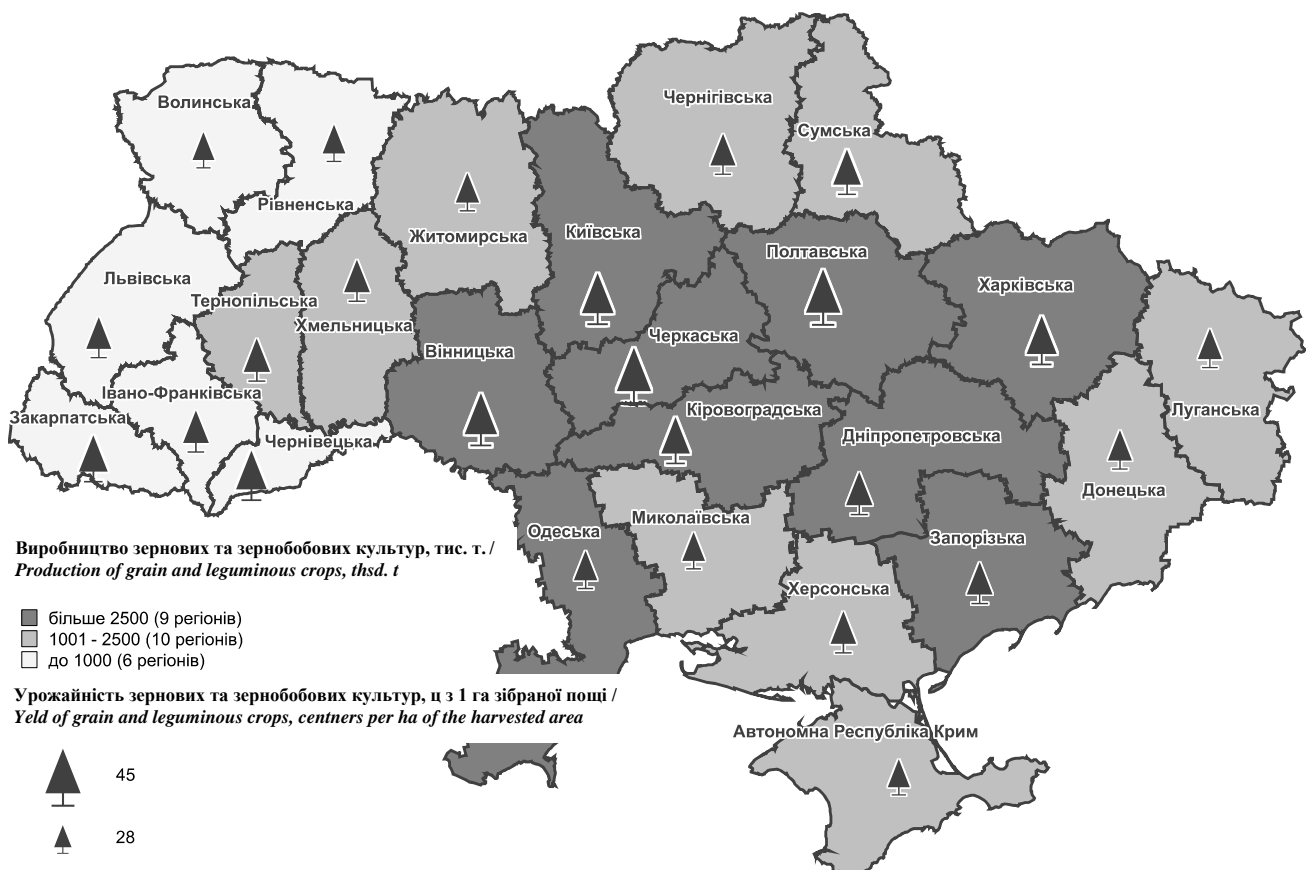 Чернігівська
Волинська
Сумська
Рівненська
Київська
Житомирська
Полтавська
Львівська
Харківська
Тернопільська
Хмельницька
Черкаська
Вінницька
Івано-Франківська
Кіровоградська
Луганська
Закарпатська
Чернівецька
Дніпропетровська
Донецька
Миколаївська
Одеська
Запорізька
Херсонська
Автономна Республіка Крим
Виробництво зернових та зернобобових культур, тис. т. /
Production of grain and leguminous crops, thsd. t
більше 2500 (9 регіонів)
1001 - 2500 (10 регіонів)
до 1000 (6 регіонів)
Урожайність зернових та зернобобових культур, ц з 1 га зібраної пощі /
Yeld of grain and leguminous crops, centners per ha of the harvested area
45
28